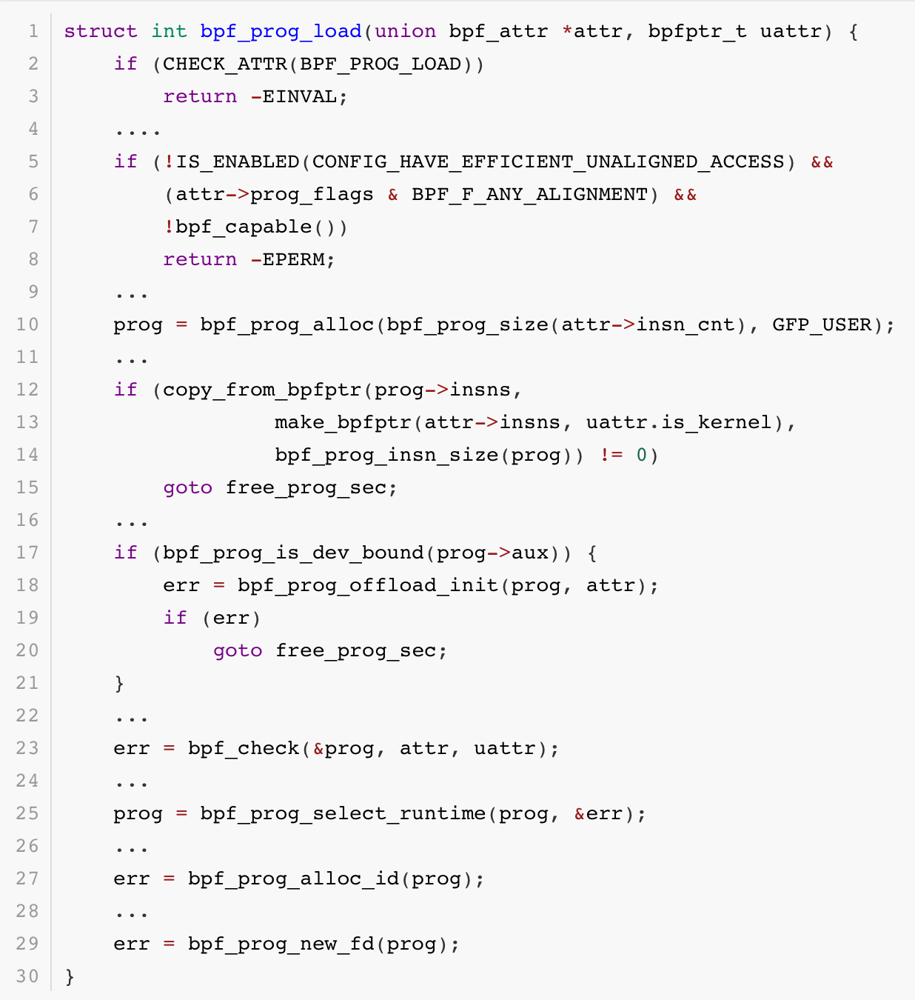 1 struct int bpf_prog_load(union bpf_attr *attr, bpfptr_t uattr) {
2     if (CHECK_ATTR(BPF_PROG_LOAD))
3         return -EINVAL;
4     ....
5     if (!IS_ENABLED(CONFIG_HAVE_EFFICIENT_UNALIGNED_ACCESS) &&
6         (attr->prog_flags & BPF_F_ANY_ALIGNMENT) &&
7         !bpf_capable())
8         return -EPERM;
9     ...
10     prog = bpf_prog_alloc(bpf_prog_size(attr->insn_cnt), GFP_USER);
11     ...
12     if (copy_from_bpfptr(prog->insns,
13                  make_bpfptr(attr->insns, uattr.is_kernel),
14                  bpf_prog_insn_size(prog)) != 0)
15         goto free_prog_sec;
16     ...
17     if (bpf_prog_is_dev_bound(prog->aux)) {
18         err = bpf_prog_offload_init(prog, attr);
19         if (err)
20             goto free_prog_sec;
21     }
22     ...
23     err = bpf_check(&prog, attr, uattr);
24     ...
25     prog = bpf_prog_select_runtime(prog, &err);
26     ...
27     err = bpf_prog_alloc_id(prog);
28     ...
29     err = bpf_prog_new_fd(prog);
30 }